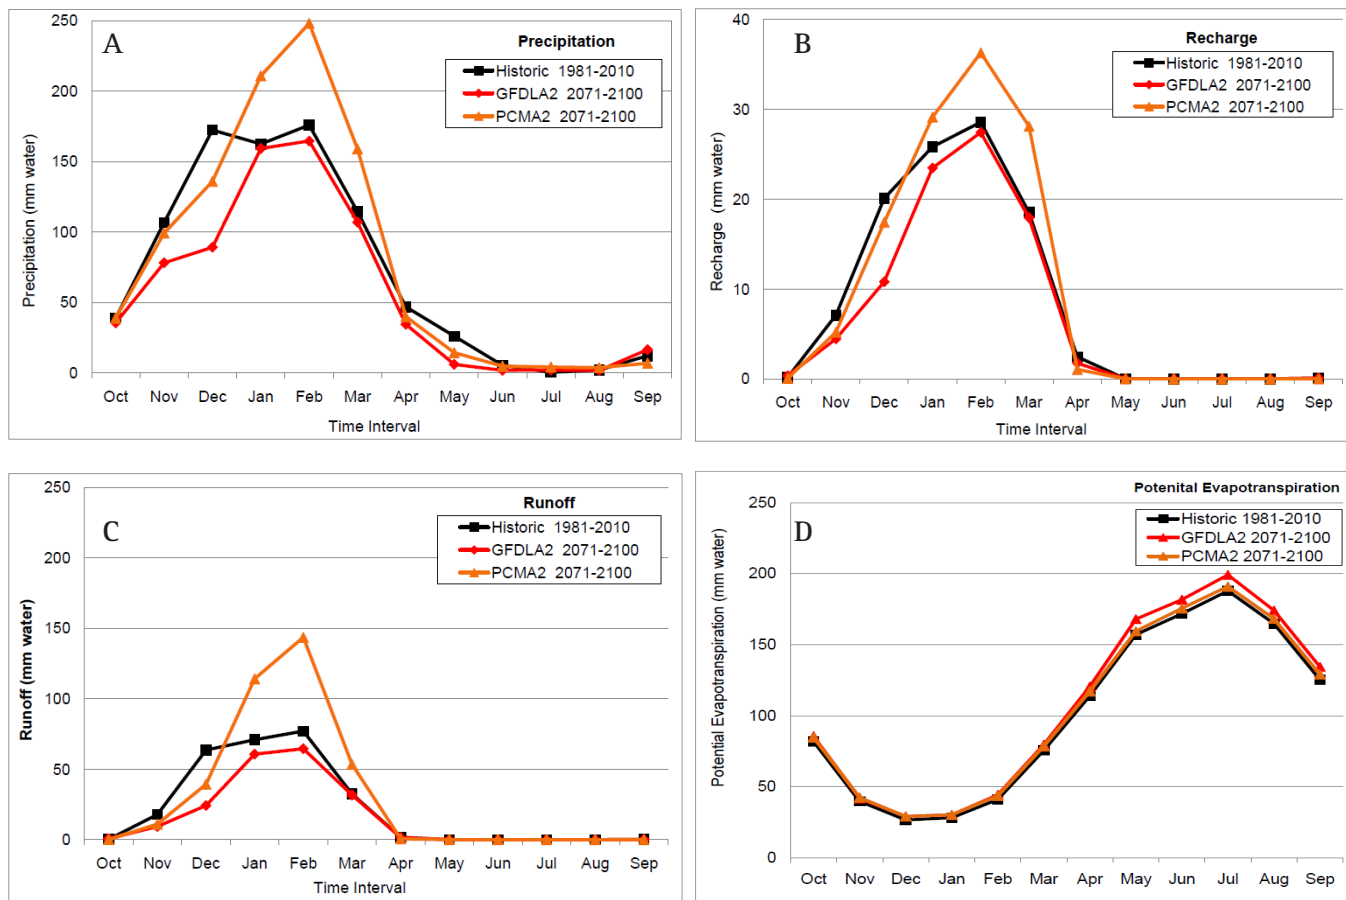 A
Precipitation
Historic 1981-2010
GFDLA2 2071-2100
PCMA2 2071-2100
Precipitation (mm water)
250
200
150
100
50
0
Oct Nov Dec Jan Feb Mar Apr May Jun Jul Aug Sep
Time Interval
B
Recharge
Historic 1981-2010
GFDLA2 2071-2100
PCMA2 2071-2100
Recharge (mm water)
40
30
20
10
0
Oct Nov Dec Jan Feb Mar Apr May Jun Jul Aug Sep
Time Interval
C
Runoff
Historic 1981-2010
GFDLA2 2071-2100
PCMA2 2071-2100
Runoff (mm water)
250
200
150
100
50
0
Oct Nov Dec Jan Feb Mar Apr May Jun Jul Aug Sep
Time Interval
D
Potenital Evapotranspiration
Historic 1981-2010
GFDLA2 2071-2100
PCMA2 2071-2100
Potential Evapotranspiration (mm water)
250
200
150
100
50
0
Oct Nov Dec Jan Feb Mar Apr May Jun Jul Aug Sep